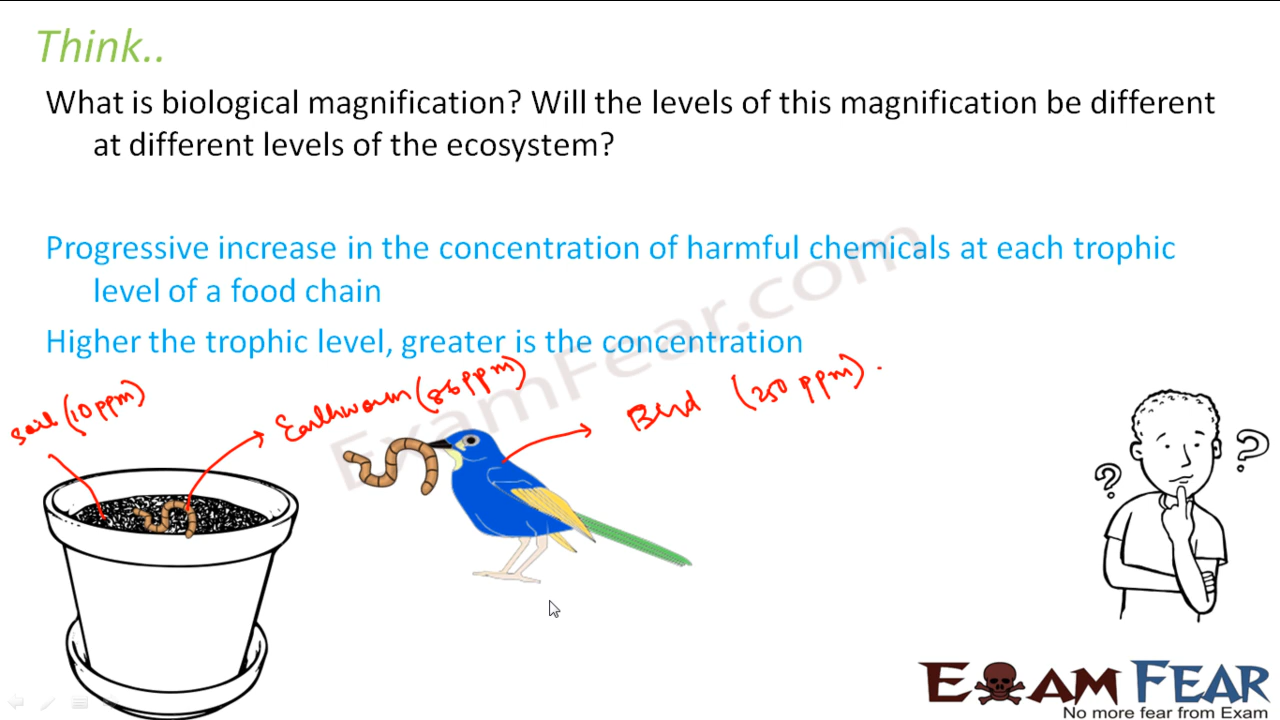 Think..
What is biological magnification? Will the levels of this magnification be different
at different levels of the ecosystem?
Progressive increase in the concentration of harmful chemicals at each trophic
level of a food chain
Higher the trophic level, greater is the concentration
Soil (10 ppm)
Earthworm (86 ppm)
Bird (250 ppm).
ExamFear.com
? ?
EXAM FEAR
No more fear from Exam